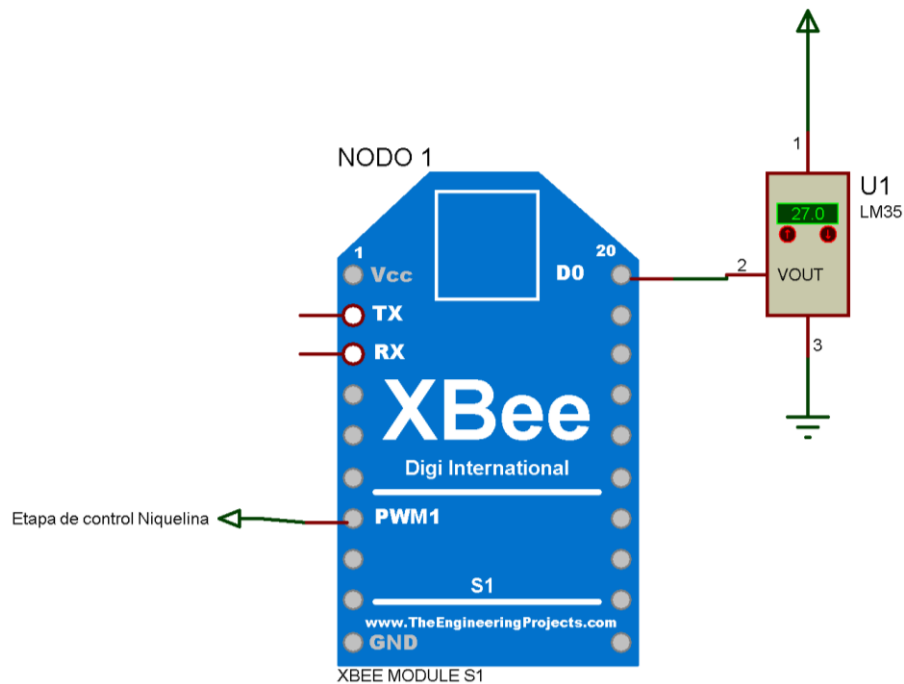 NODO 1
1
U1
LM35
27.0
1
20
Vcc
D0
2
VOUT
TX
3
RX
XBee
Digi International
Etapa de control Niquelina
PWM1
S1
www.TheEngineeringProjects.com
GND
XBEE MODULE S1